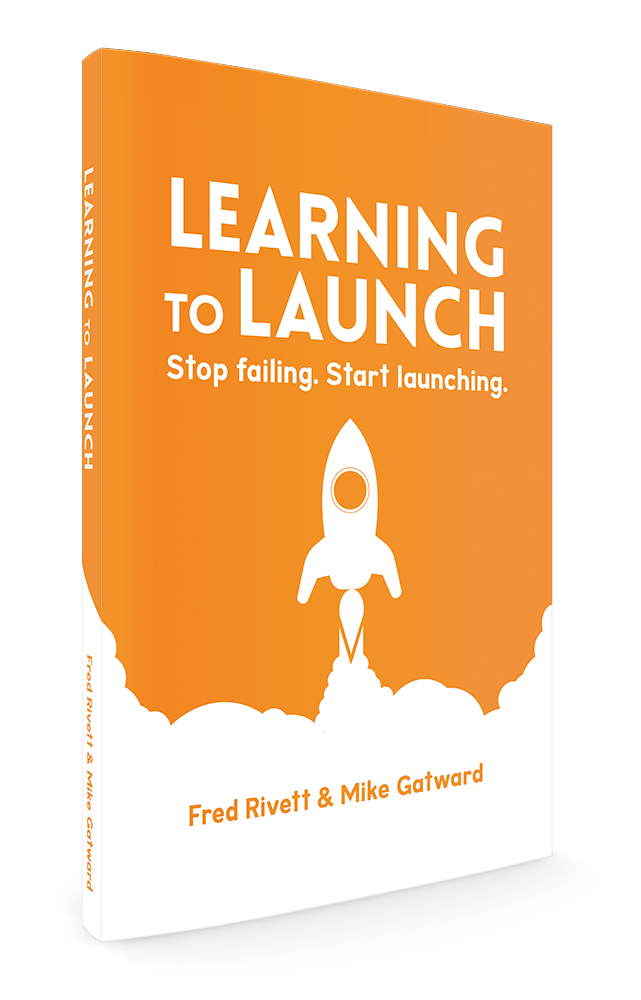 LEARNING TO LAUNCH
Fred Rivett & Mike Gatward
LEARNING
TO LAUNCH
Stop failing. Start launching.
Fred Rivett & Mike Gatward